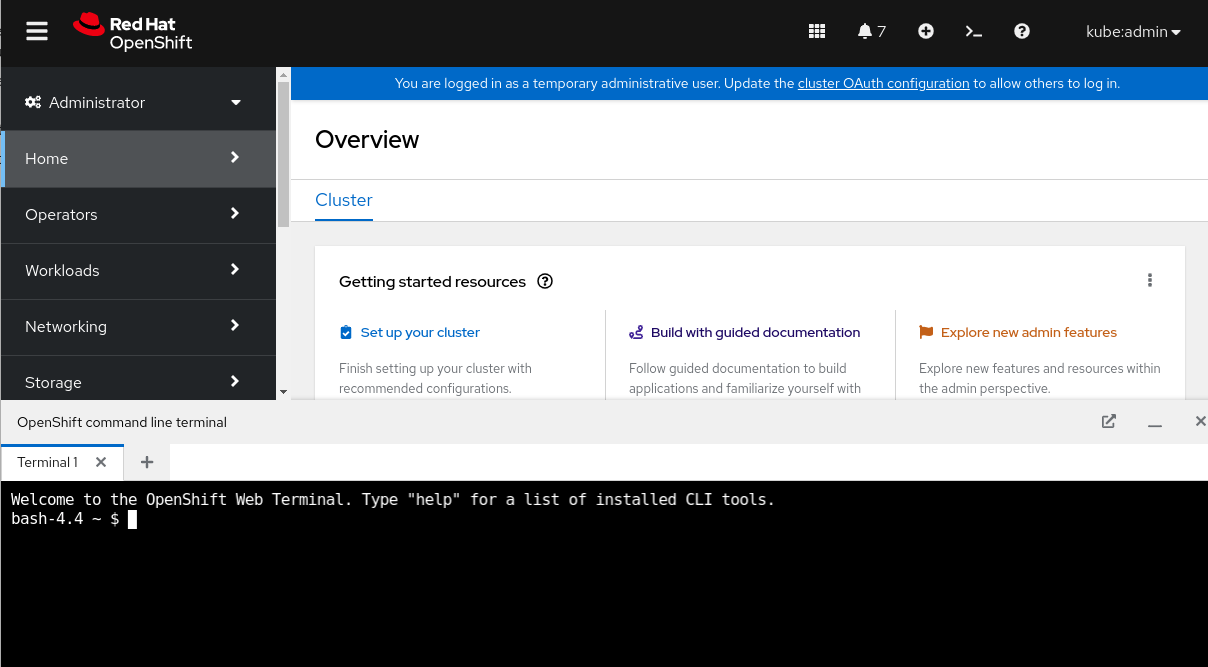 Red Hat
OpenShift
7
kube:admin
Administrator
Home
Operators
Workloads
Networking
Storage
You are logged in as a temporary administrative user. Update the cluster OAuth configuration to allow others to log in.
Overview
Cluster
Getting started resources
Set up your cluster
Finish setting up your cluster with
recommended configurations.
Build with guided documentation
Follow guided documentation to build
applications and familiarize yourself with
Explore new admin features
Explore new features and resources within
the admin perspective.
OpenShift command line terminal
Terminal 1
Welcome to the OpenShift Web Terminal. Type "help" for a list of installed CLI tools.
bash-4.4 ~ $